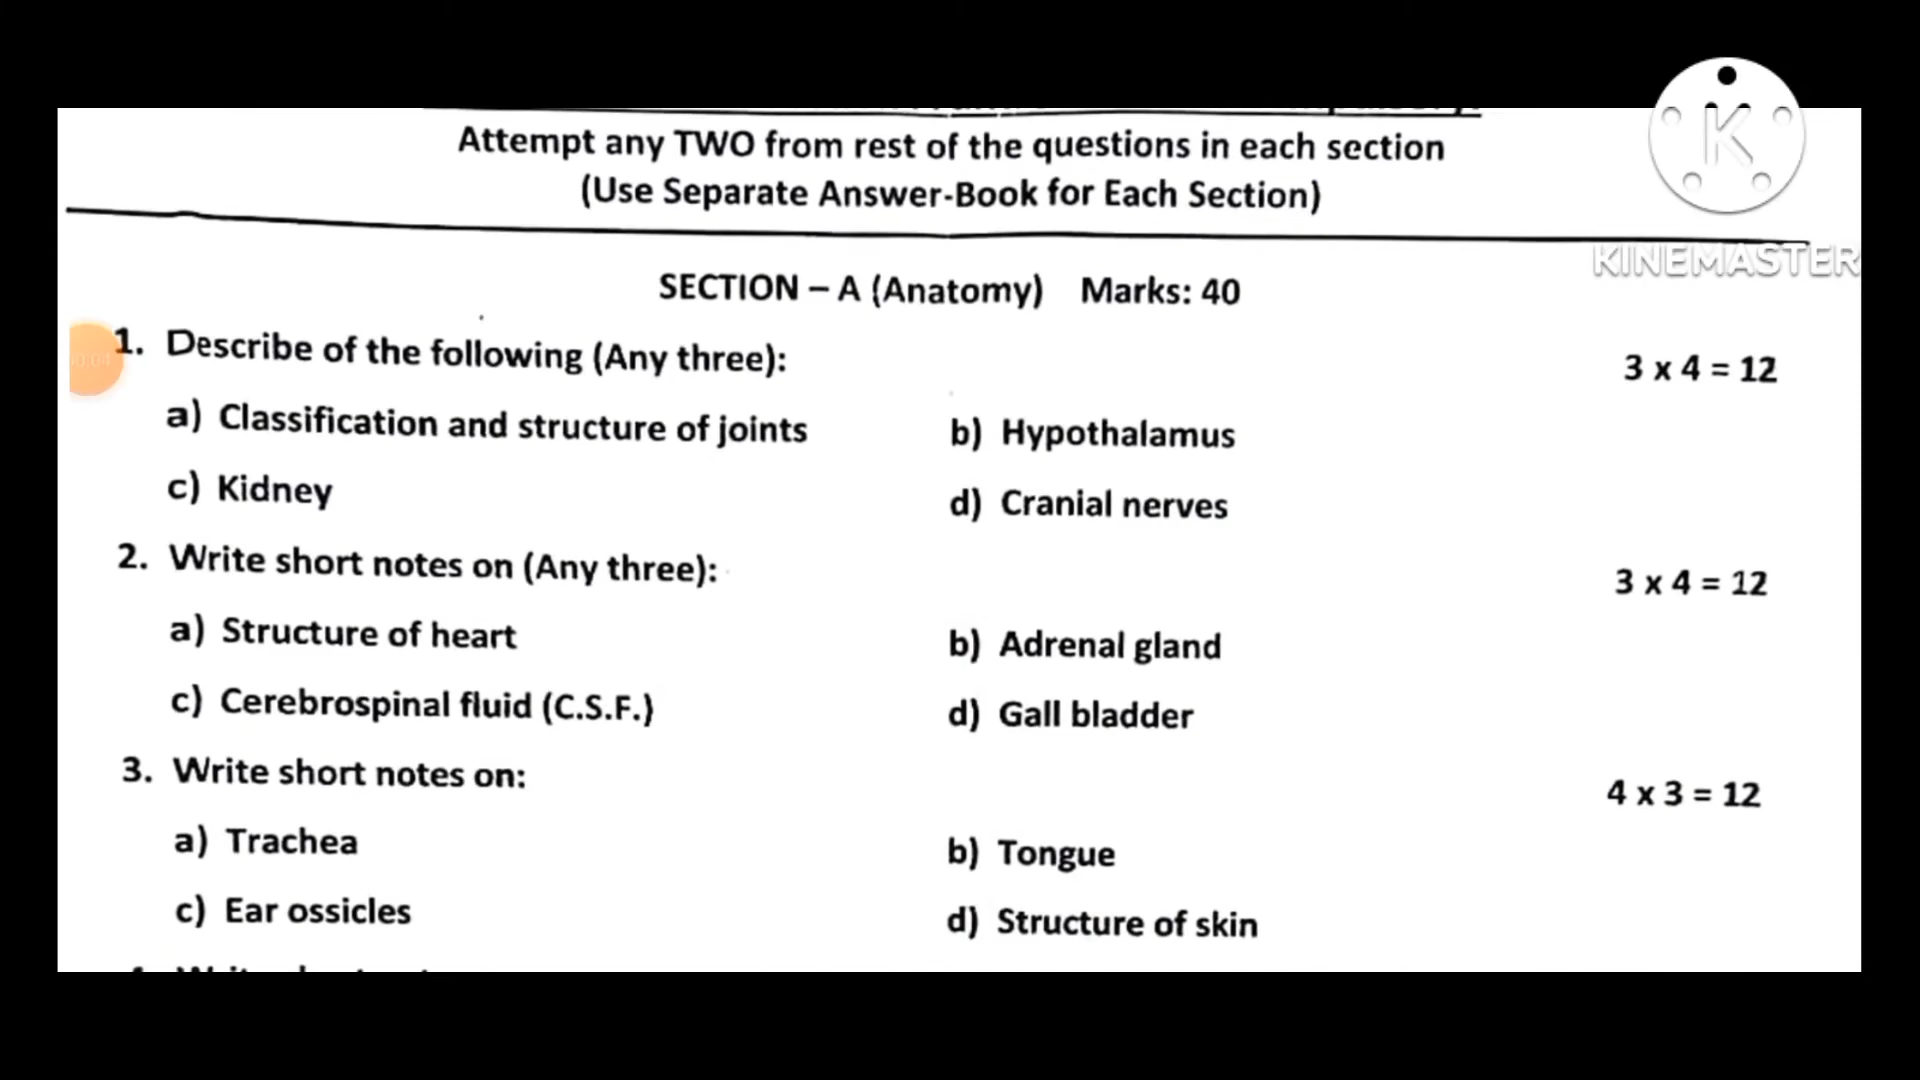 Attempt any TWO from rest of the questions in each section
(Use Separate Answer-Book for Each Section)
K
KINEMASTER
SECTION – A (Anatomy) Marks: 40
1. Describe of the following (Any three): 3 x 4 = 12
a) Classification and structure of joints b) Hypothalamus
c) Kidney d) Cranial nerves
2. Write short notes on (Any three): 3 x 4 = 12
a) Structure of heart b) Adrenal gland
c) Cerebrospinal fluid (C.S.F.) d) Gall bladder
3. Write short notes on: 4 x 3 = 12
a) Trachea b) Tongue
c) Ear ossicles d) Structure of skin